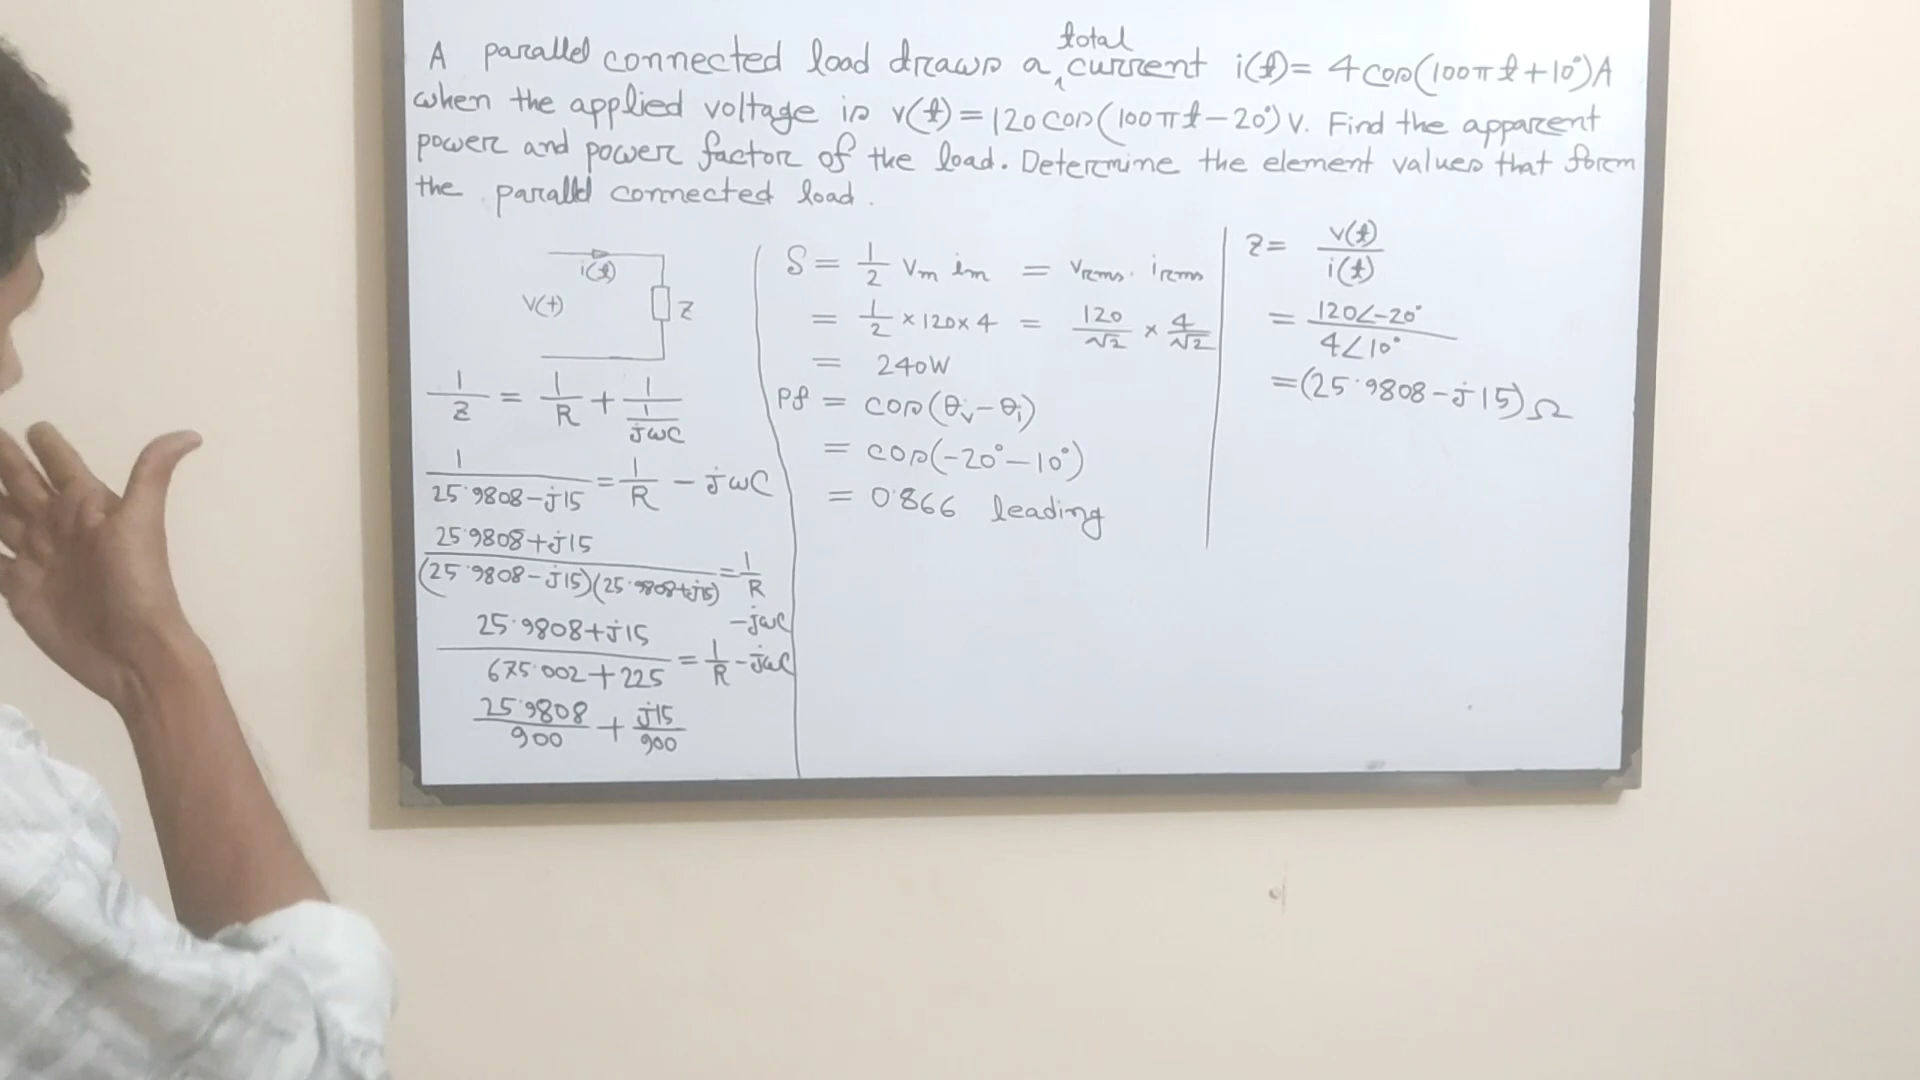 total
A parallel connected load draws a ‸ current i(t) = 4 cos(100πt+10°)A
when the applied voltage is v(t) = 120 cos(100πt−20°) V. Find the apparent
power and power factor of the load. Determine the element values that form
the parallel connected load.
i(t)
V(t)
Z
1/Z = 1/R + 1/(1/jωC)
1/(25.9808−j15) = 1/R − jωC
(25.9808+j15)/((25.9808−j15)(25.9808+j15)) = 1/R
−jωC
(25.9808+j15)/(675.002+225) = 1/R − jωC
25.9808/900 + j15/900
S = 1/2 Vm im = Vrms. irms
= 1/2 × 120 × 4 = 120/√2 × 4/√2
= 240W
Pf = cos(θv−θi)
= cos(−20°−10°)
= 0.866 leading
Z = v(t)/i(t)
= 120∠−20°/4∠10°
= (25.9808−j15)Ω